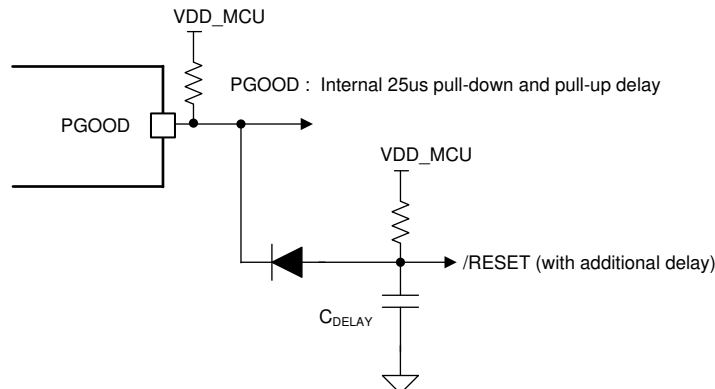 VDD_MCU
PGOOD : Internal 25us pull-down and pull-up delay
PGOOD
VDD_MCU
/RESET (with additional delay)
CDELAY